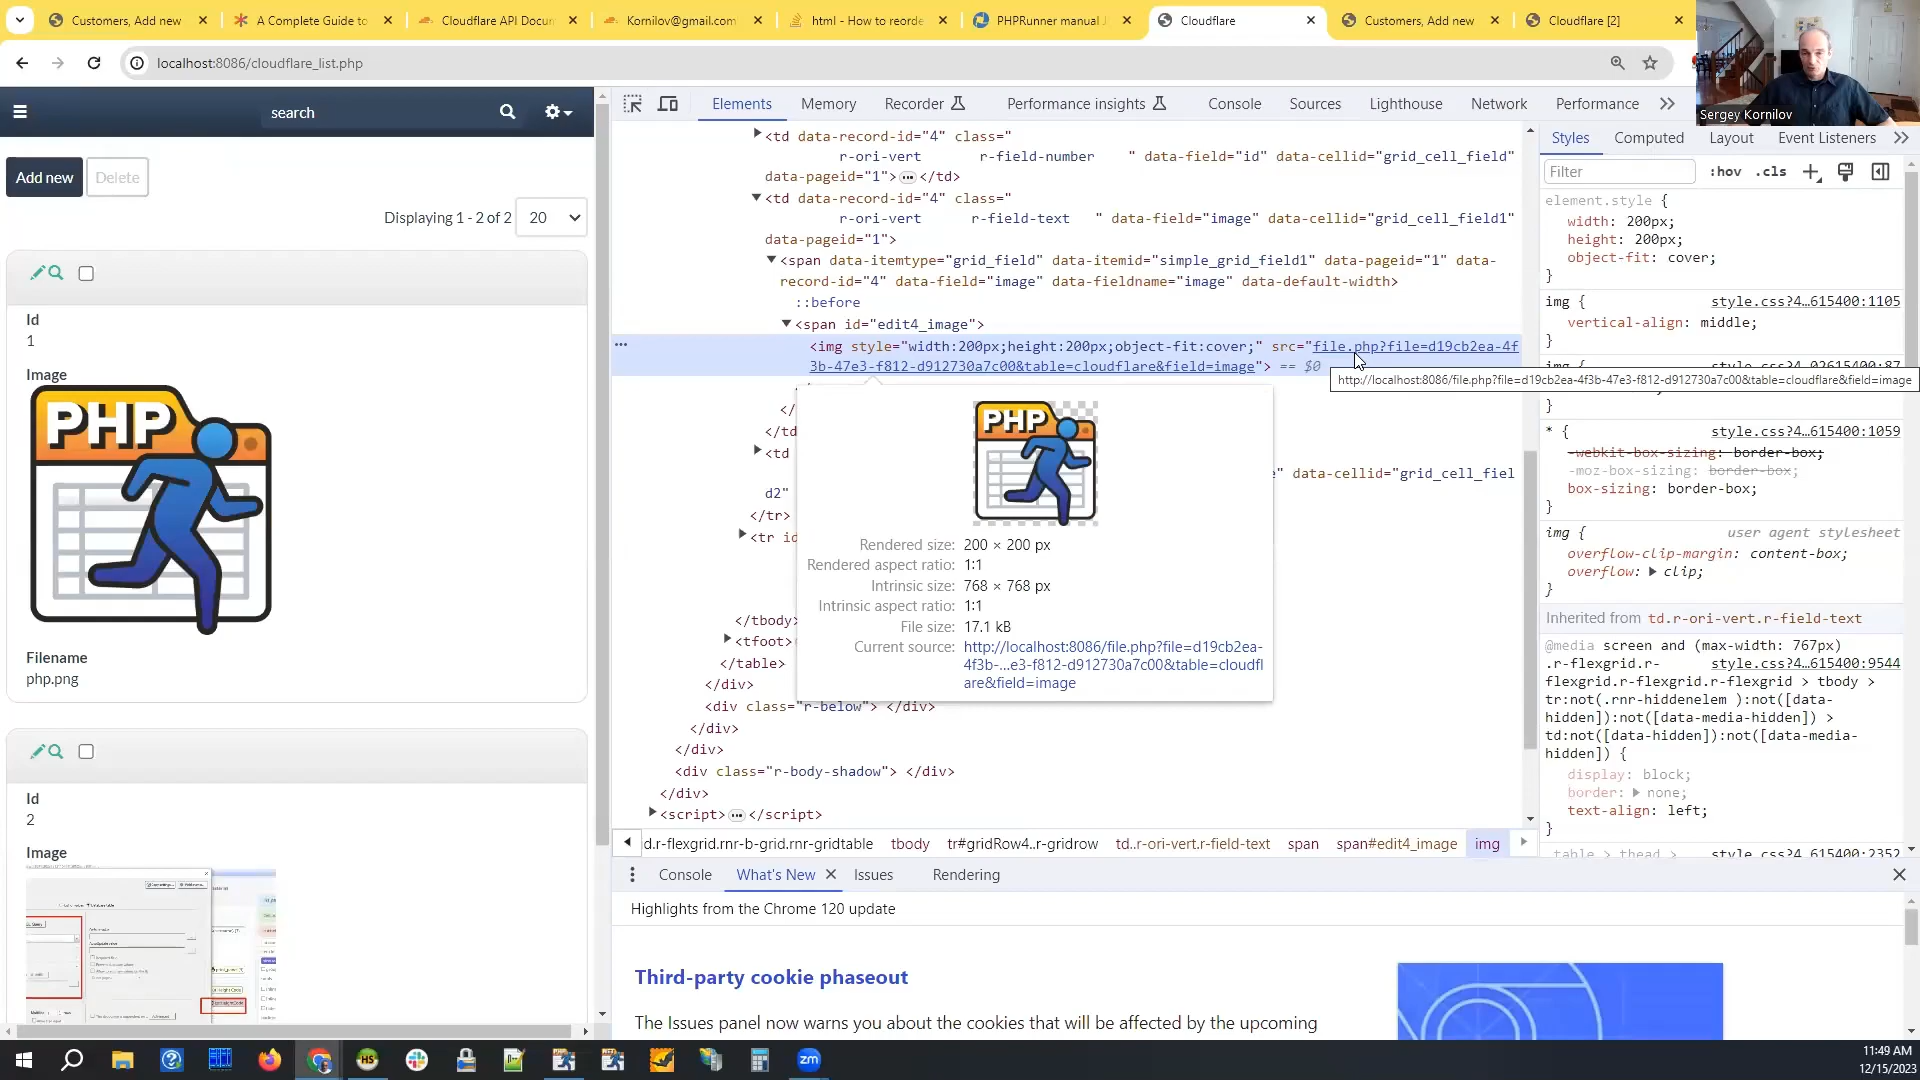 Customers, Add new
A Complete Guide to
Cloudflare API Docum
Kornilov@gmail.com
html - How to reorde
PHPRunner manual
Cloudflare
Customers, Add new
Cloudflare [2]
localhost:8086/cloudflare_list.php
Sergey Kornilov
search
Add new
Delete
Displaying 1 - 2 of 2
20
Id
1
Image
PHP
Filename
php.png
Id
2
Image
Elements
Memory
Recorder
Performance insights
Console
Sources
Lighthouse
Network
Performance
<td data-record-id="4" class="
r-ori-vert r-field-number " data-field="id" data-cellid="grid_cell_field"
data-pageid="1"> ••• </td>
<td data-record-id="4" class="
r-ori-vert r-field-text " data-field="image" data-cellid="grid_cell_field1"
data-pageid="1">
<span data-itemtype="grid_field" data-itemid="simple_grid_field1" data-pageid="1" data-
record-id="4" data-field="image" data-fieldname="image" data-default-width>
::before
<span id="edit4_image">
<img style="width:200px;height:200px;object-fit:cover;" src="file.php?file=d19cb2ea-4f
3b-47e3-f812-d912730a7c00&table=cloudflare&field=image"> == $0
http://localhost:8086/file.php?file=d19cb2ea-4f3b-47e3-f812-d912730a7c00&table=cloudflare&field=image
</
</td
<td
e" data-cellid="grid_cell_fiel
d2"
</tr>
<tr id
</tbody>
<tfoot>
</table>
</div>
<div class="r-below"> </div>
</div>
</div>
<div class="r-body-shadow"> </div>
</div>
<script> ••• </script>
PHP
Rendered size: 200 × 200 px
Rendered aspect ratio: 1:1
Intrinsic size: 768 × 768 px
Intrinsic aspect ratio: 1:1
File size: 17.1 kB
Current source: http://localhost:8086/file.php?file=d19cb2ea-
4f3b-...e3-f812-d912730a7c00&table=cloudfl
are&field=image
d.r-flexgrid.rnr-b-grid.rnr-gridtable
tbody
tr#gridRow4..r-gridrow
td..r-ori-vert.r-field-text
span
span#edit4_image
img
Console
What's New
Issues
Rendering
Highlights from the Chrome 120 update
Third-party cookie phaseout
The Issues panel now warns you about the cookies that will be affected by the upcoming
Styles
Computed
Layout
Event Listeners
Filter
:hov
.cls
element.style {
width: 200px;
height: 200px;
object-fit: cover;
}
img {
style.css?4…615400:1105
vertical-align: middle;
}
}
* {
style.css?4…615400:1059
-webkit-box-sizing: border-box;
-moz-box-sizing: border-box;
box-sizing: border-box;
}
img {
user agent stylesheet
overflow-clip-margin: content-box;
overflow: clip;
}
Inherited from td.r-ori-vert.r-field-text
@media screen and (max-width: 767px)
.r-flexgrid.r-
style.css?4…615400:9544
flexgrid.r-flexgrid.r-flexgrid > tbody >
tr:not(.rnr-hiddenelem ):not([data-
hidden]):not([data-media-hidden]) >
td:not([data-hidden]):not([data-media-
hidden]) {
display: block;
border: none;
text-align: left;
}
11:49 AM
12/15/2023